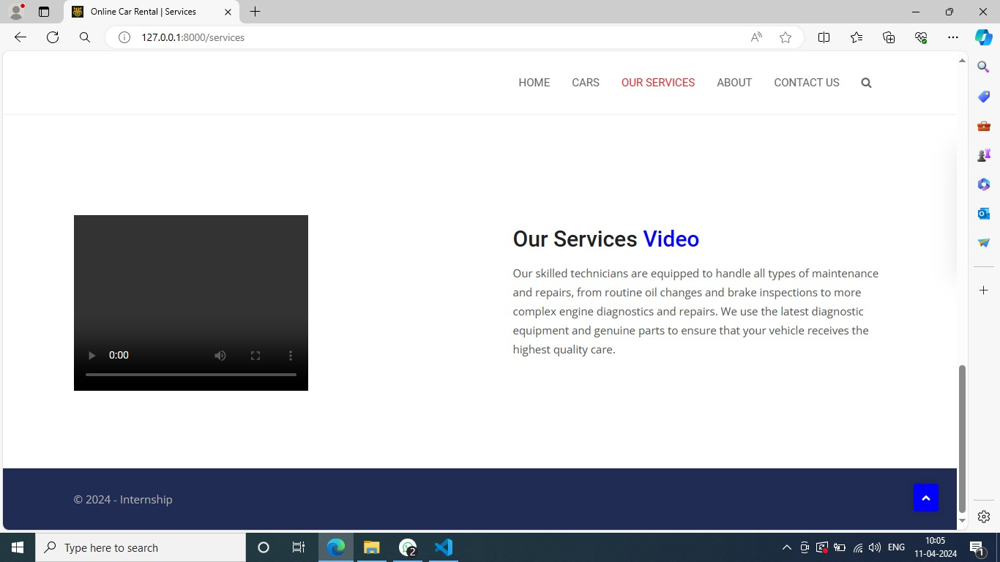 Online Car Rental | Services
127.0.0.1:8000/services
HOME CARS OUR SERVICES ABOUT CONTACT US
Our Services Video
Our skilled technicians are equipped to handle all types of maintenance
and repairs, from routine oil changes and brake inspections to more
complex engine diagnostics and repairs. We use the latest diagnostic
equipment and genuine parts to ensure that your vehicle receives the
highest quality care.
0:00
© 2024 - Internship
Type here to search
2
ENG
10:05
11-04-2024
1